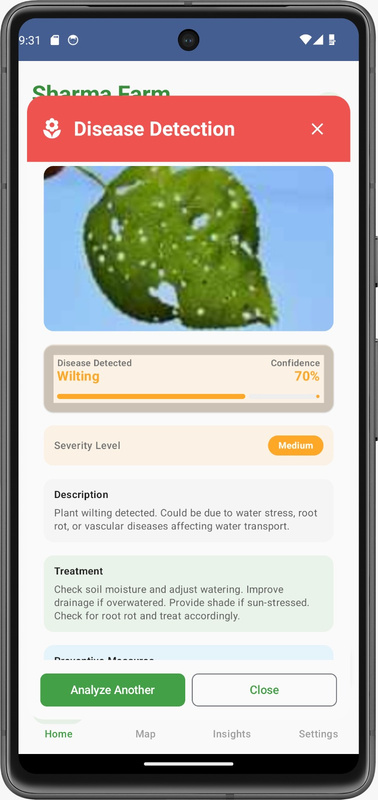 9:31
Sharma Farm
Disease Detection
Disease Detected
Confidence
Wilting
70%
Severity Level
Medium
Description
Plant wilting detected. Could be due to water stress, root
rot, or vascular diseases affecting water transport.
Treatment
Check soil moisture and adjust watering. Improve
drainage if overwatered. Provide shade if sun-stressed.
Check for root rot and treat accordingly.
Preventive Measures
Analyze Another
Close
Home
Map
Insights
Settings